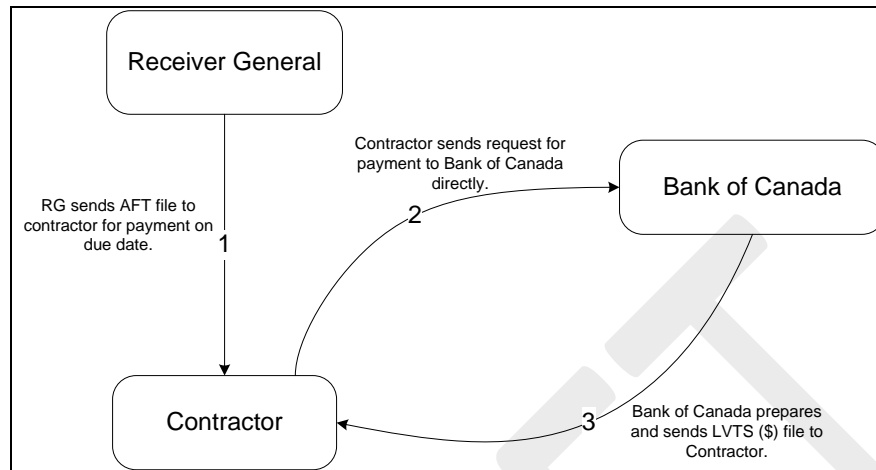 Receiver General
RG sends AFT file to
contractor for payment on
due date.
1
Contractor sends request for
payment to Bank of Canada
directly.
2
Bank of Canada
Contractor
3
Bank of Canada prepares
and sends LVTS ($) file to
Contractor.